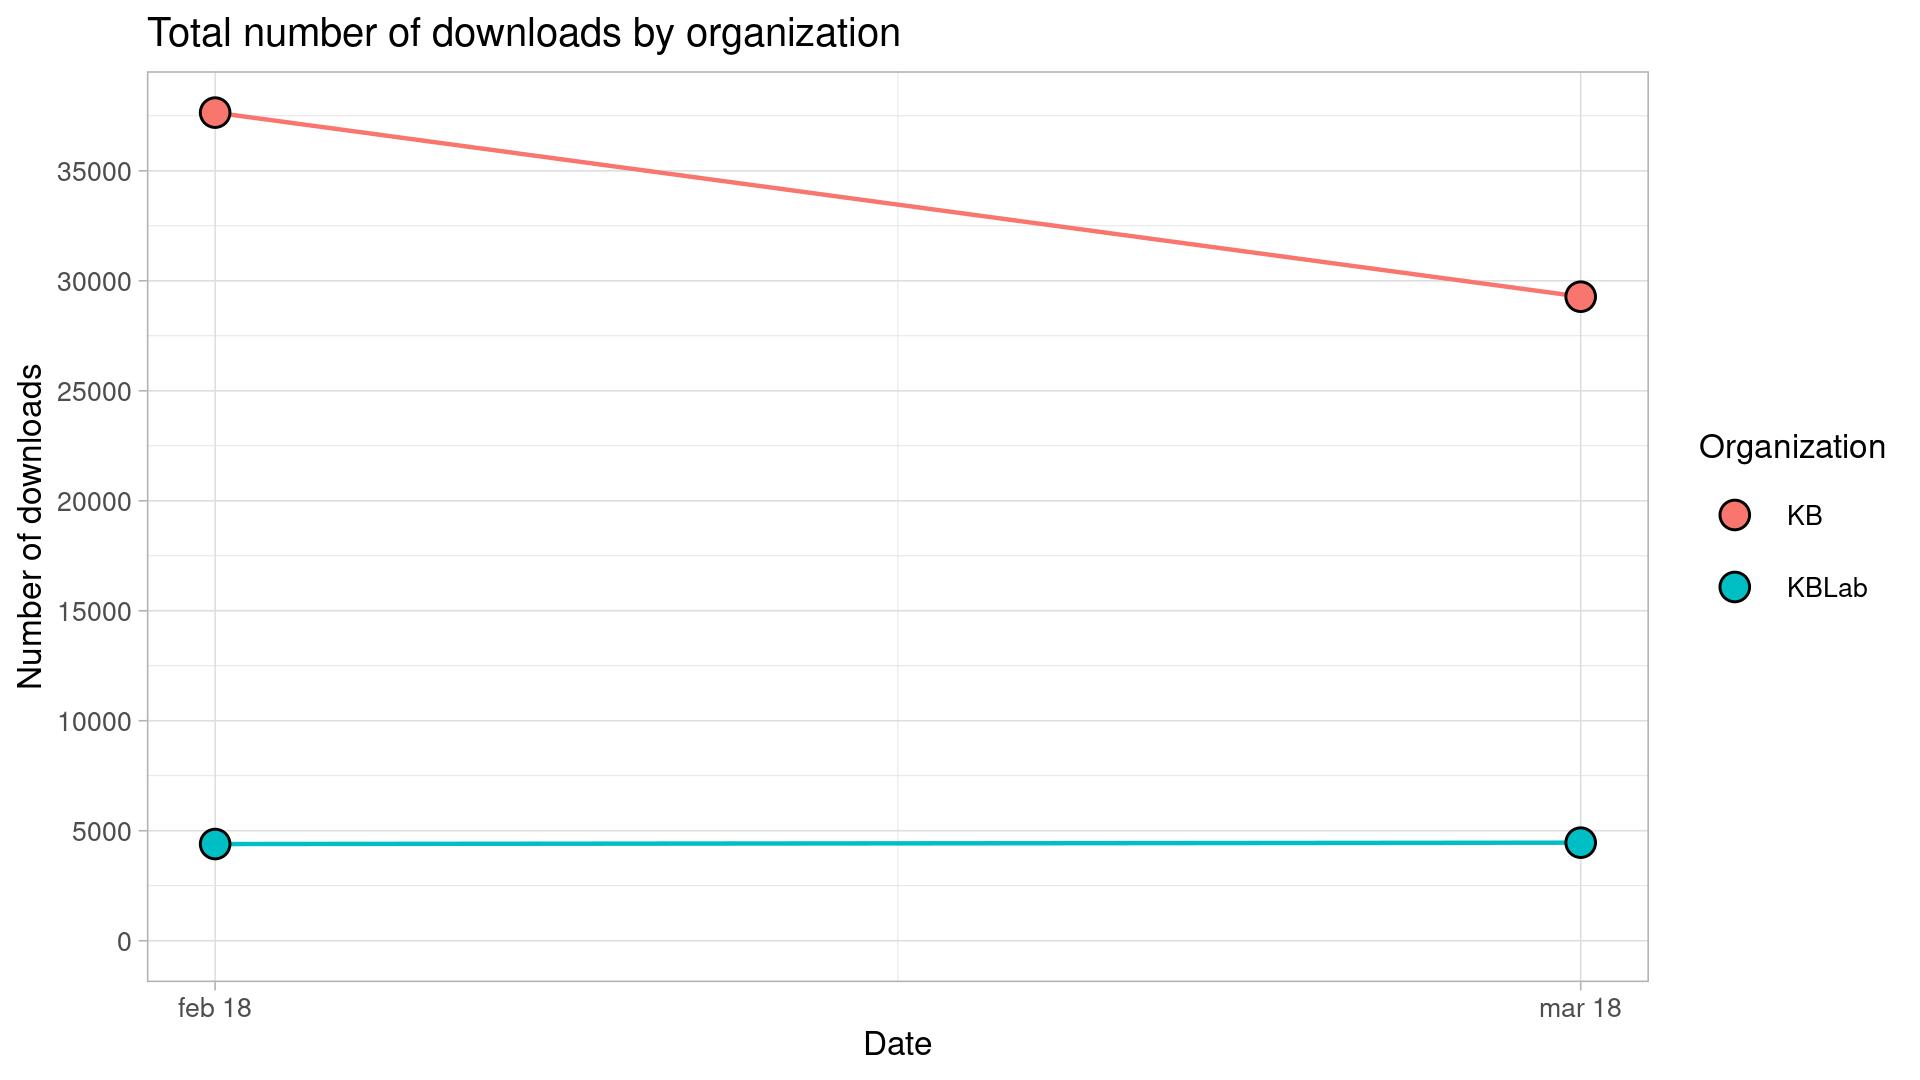 Total number of downloads by organization
35000
30000
25000
20000
15000
10000
5000
0
Number of downloads
feb 18
mar 18
Date
Organization
KB
KBLab